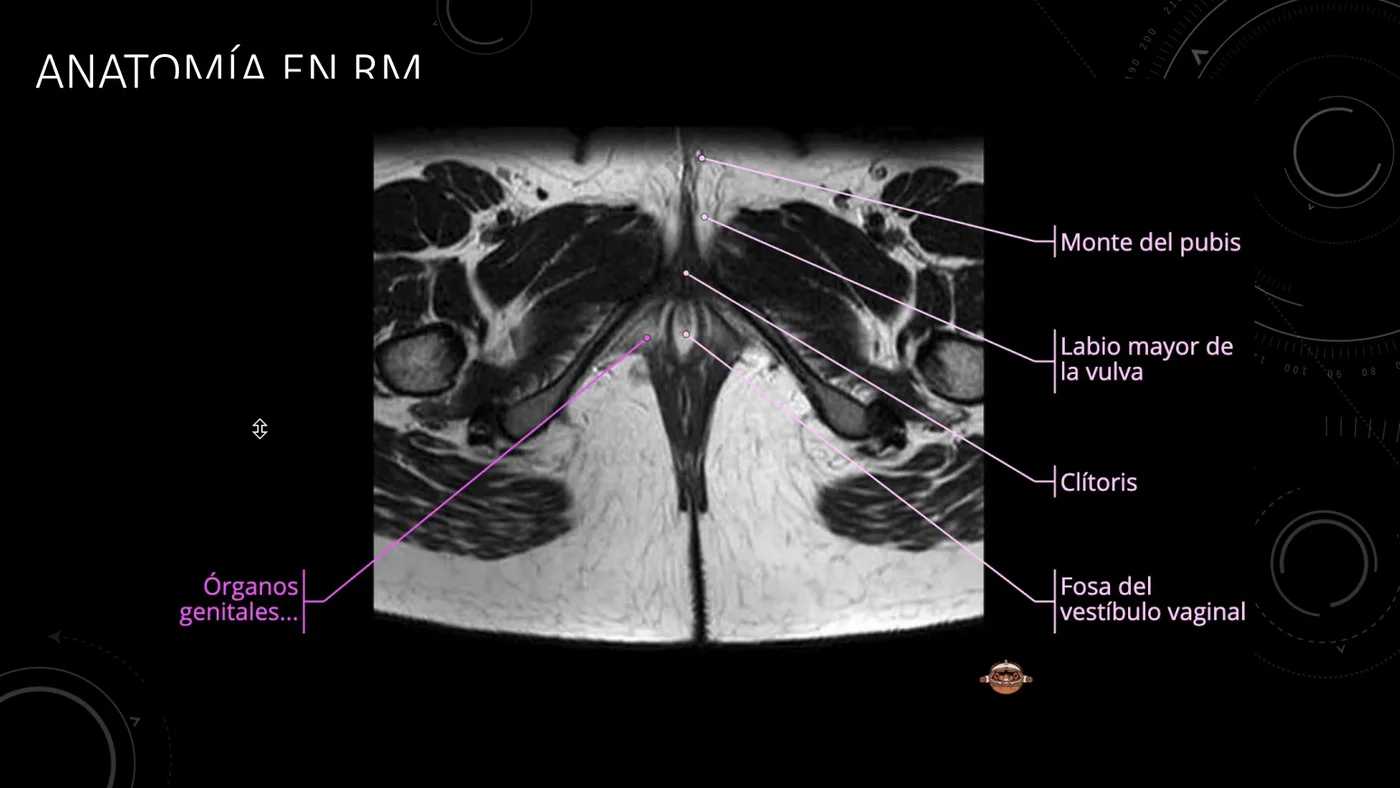 ANATOMÍA EN RM
Monte del pubis
Labio mayor de
la vulva
Clítoris
Órganos
genitales...
Fosa del
vestíbulo vaginal